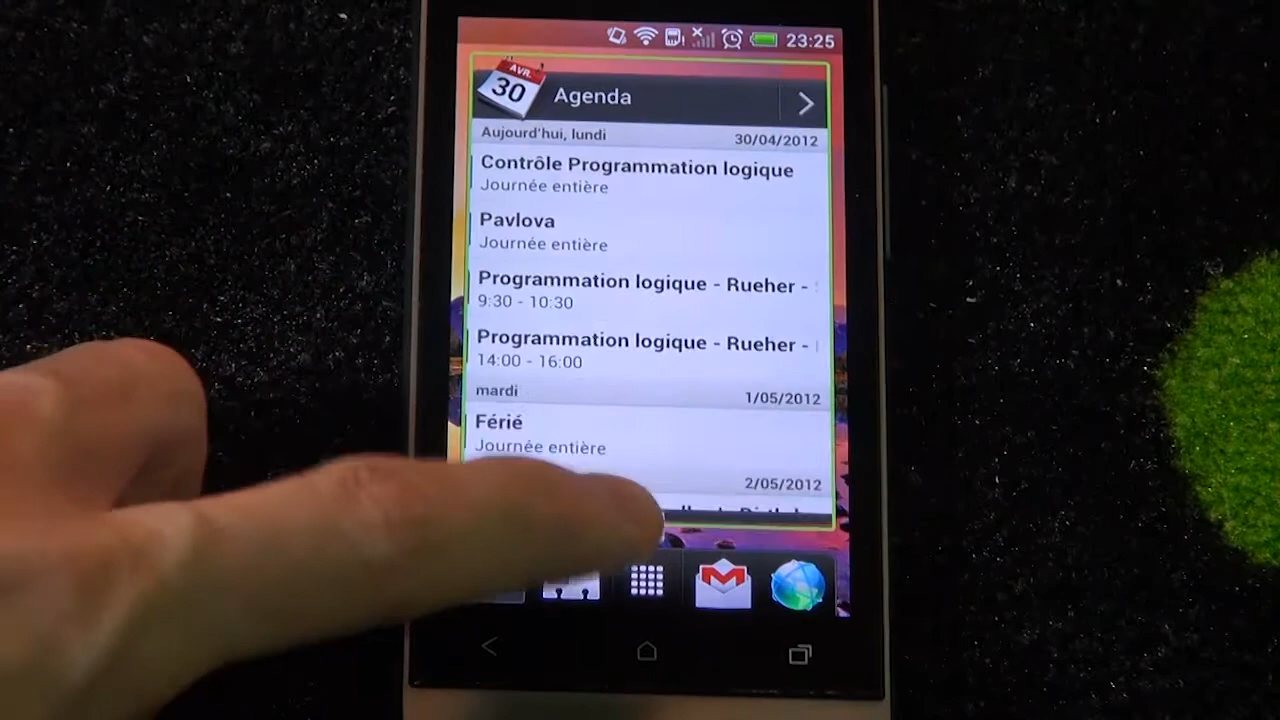 23:25
AVR.
30
Agenda
Aujourd'hui, lundi 30/04/2012
Contrôle Programmation logique
Journée entière
Pavlova
Journée entière
Programmation logique - Rueher -
9:30 - 10:30
Programmation logique - Rueher -
14:00 - 16:00
mardi 1/05/2012
Férié
Journée entière
2/05/2012